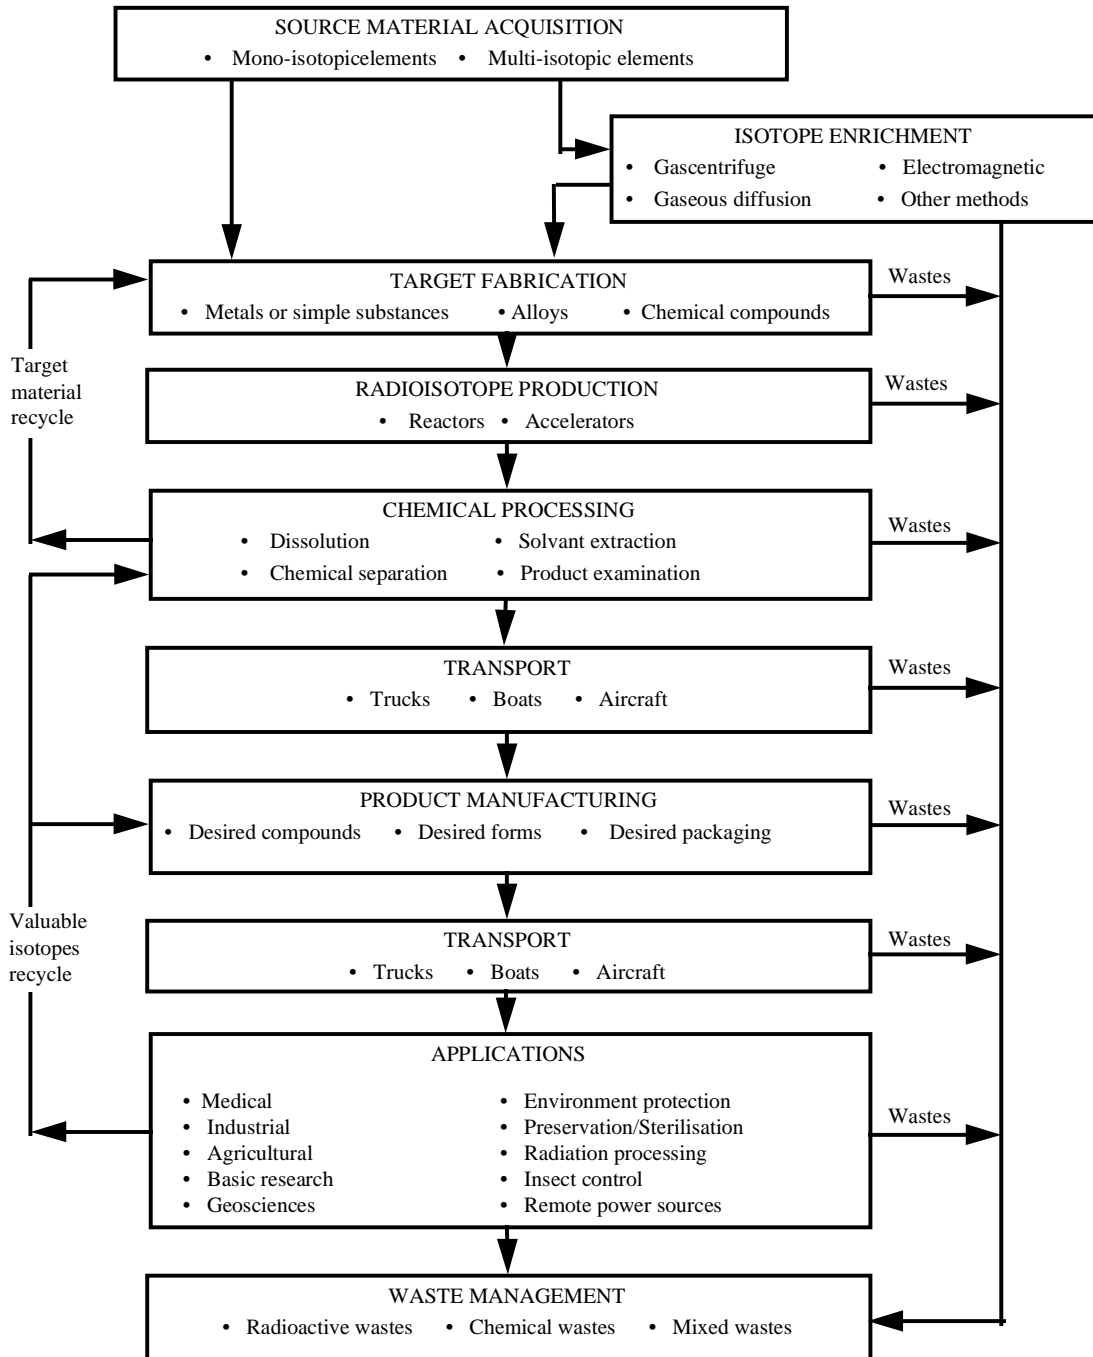 SOURCE MATERIAL ACQUISITION
• Mono-isotopicelements • Multi-isotopic elements
ISOTOPE ENRICHMENT
• Gascentrifuge • Electromagnetic
• Gaseous diffusion • Other methods
TARGET FABRICATION
• Metals or simple substances • Alloys • Chemical compounds
Wastes
Target
material
recycle
RADIOISOTOPE PRODUCTION
• Reactors • Accelerators
Wastes
CHEMICAL PROCESSING
• Dissolution • Solvant extraction
• Chemical separation • Product examination
Wastes
TRANSPORT
• Trucks • Boats • Aircraft
Wastes
PRODUCT MANUFACTURING
• Desired compounds • Desired forms • Desired packaging
Wastes
Valuable
isotopes
recycle
TRANSPORT
• Trucks • Boats • Aircraft
Wastes
APPLICATIONS
• Medical • Environment protection
• Industrial • Preservation/Sterilisation
• Agricultural • Radiation processing
• Basic research • Insect control
• Geosciences • Remote power sources
Wastes
WASTE MANAGEMENT
• Radioactive wastes • Chemical wastes • Mixed wastes